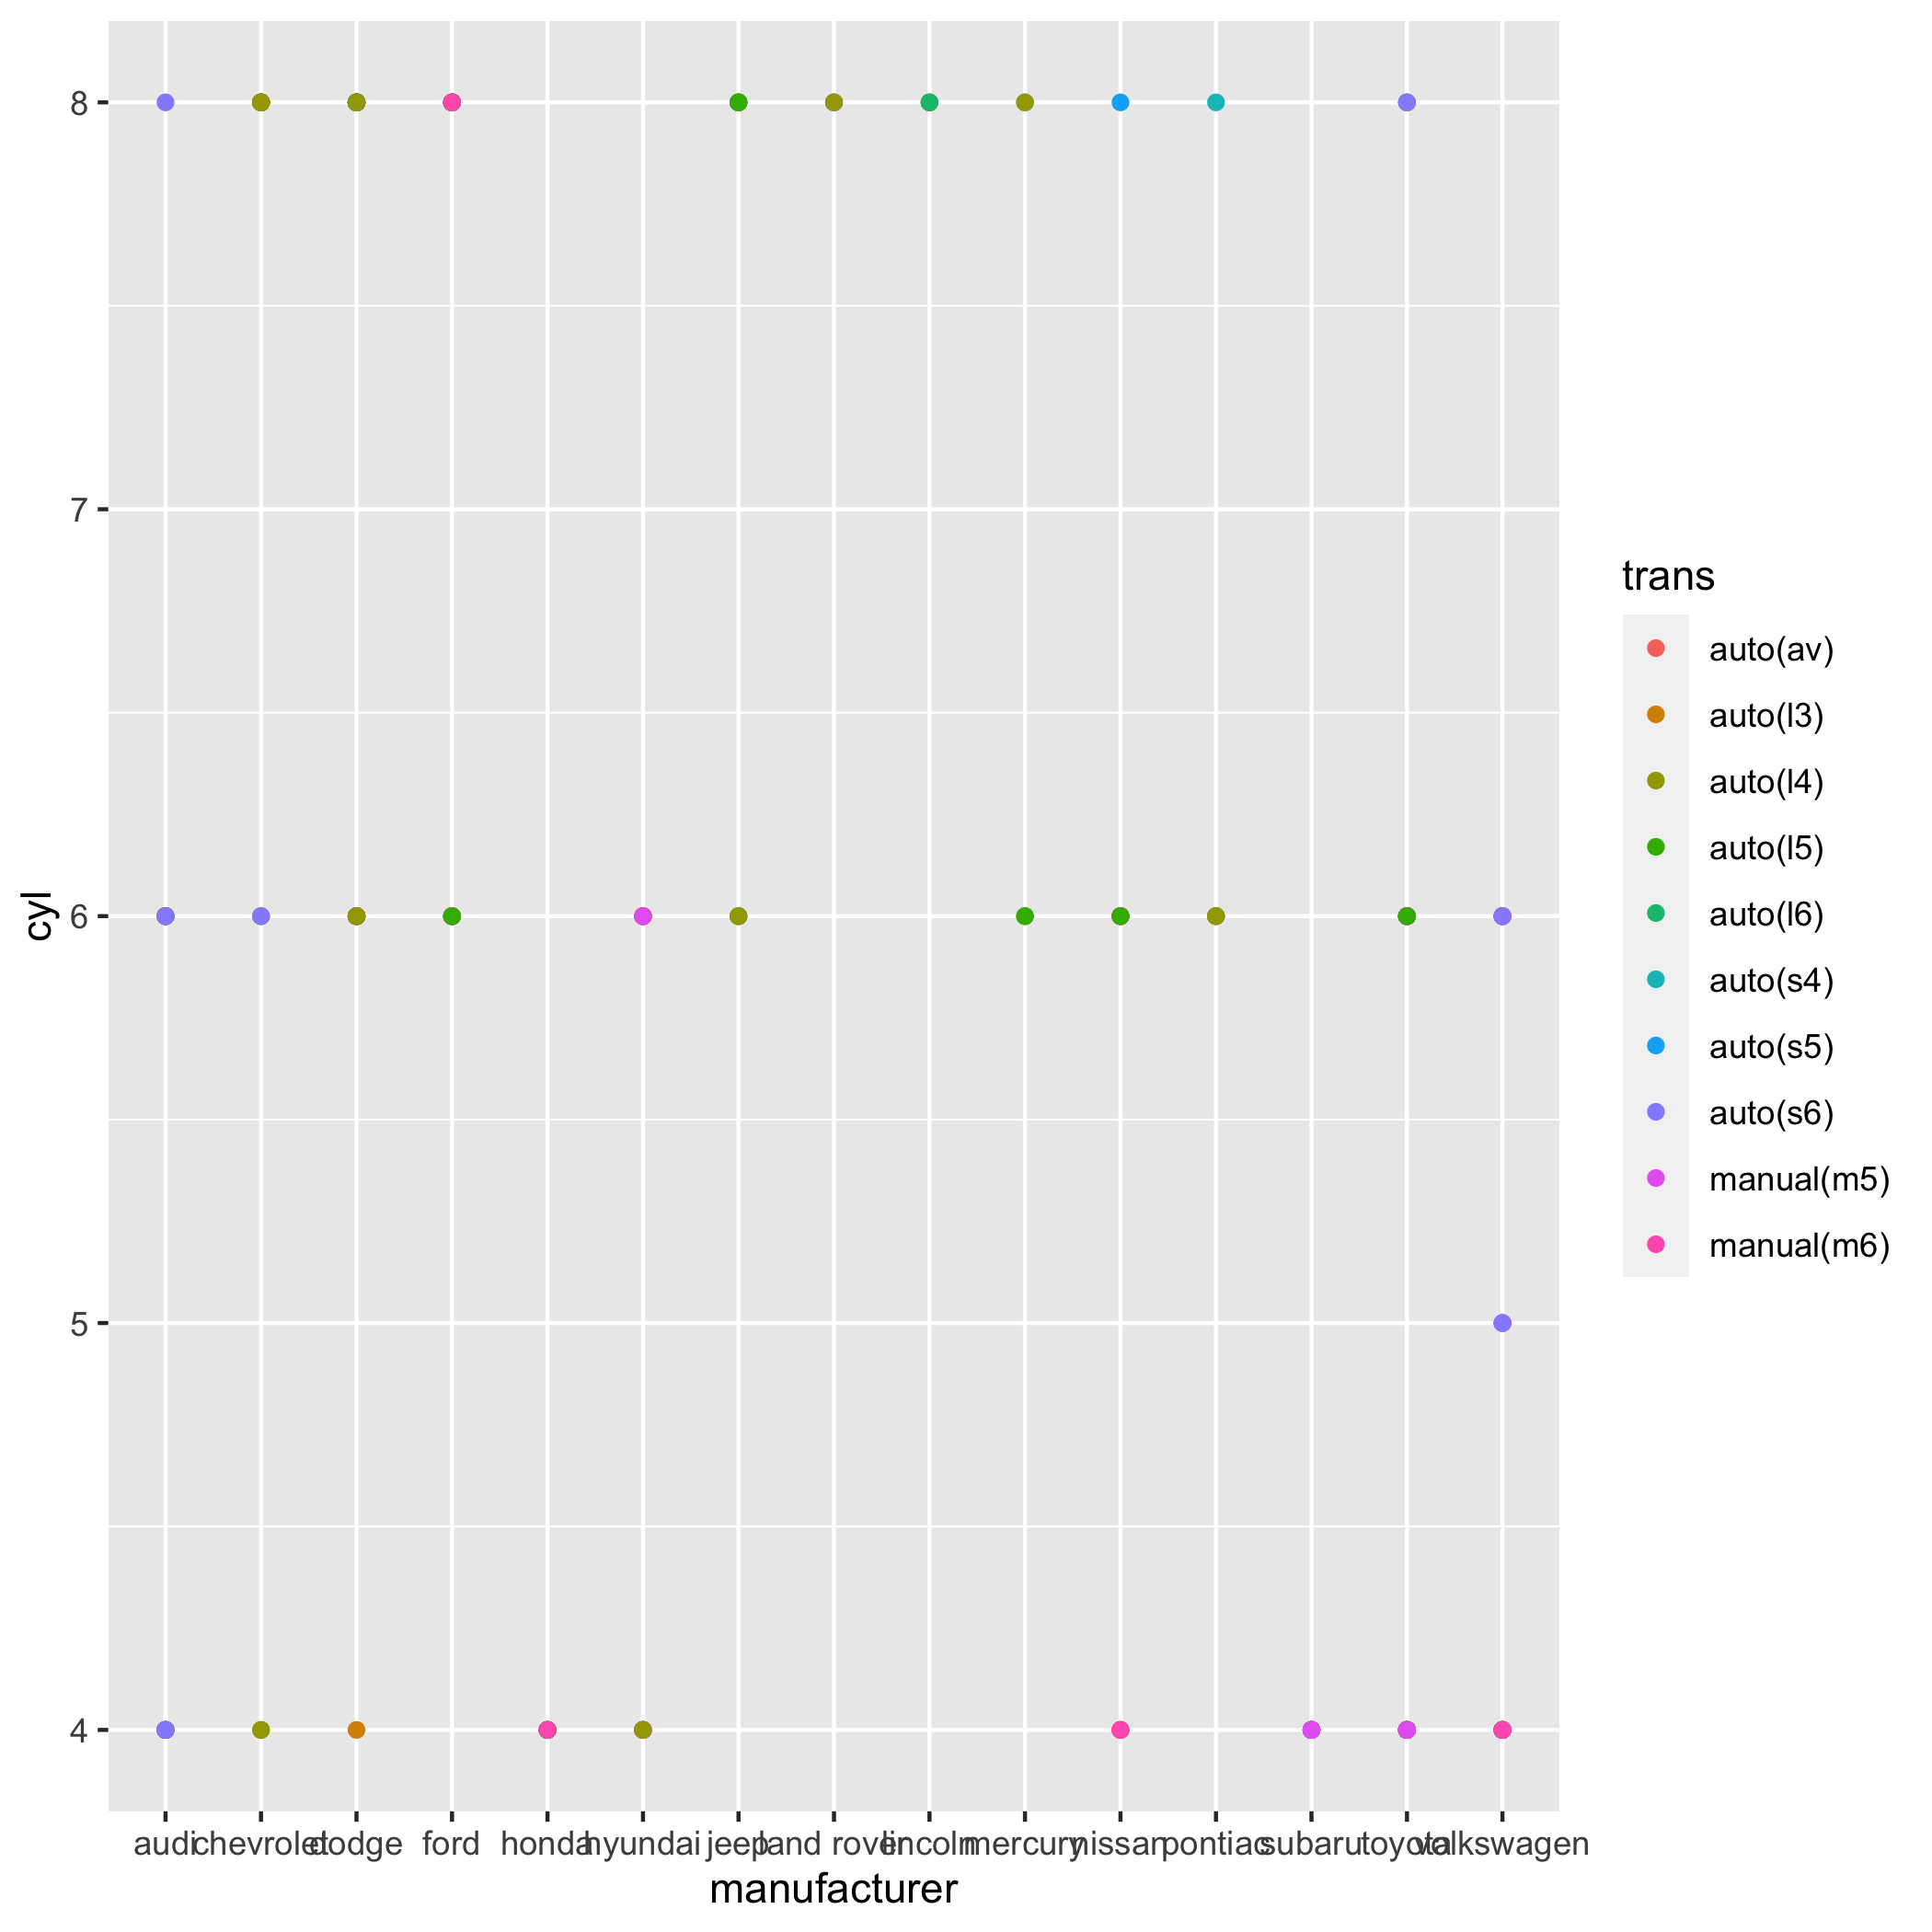 8
7
6
5
4
cyl
audi chevrolet dodge ford honda hyundai jeep land rover lincoln mercury nissan pontiac subaru toyota volkswagen
manufacturer
trans
auto(av)
auto(l3)
auto(l4)
auto(l5)
auto(l6)
auto(s4)
auto(s5)
auto(s6)
manual(m5)
manual(m6)